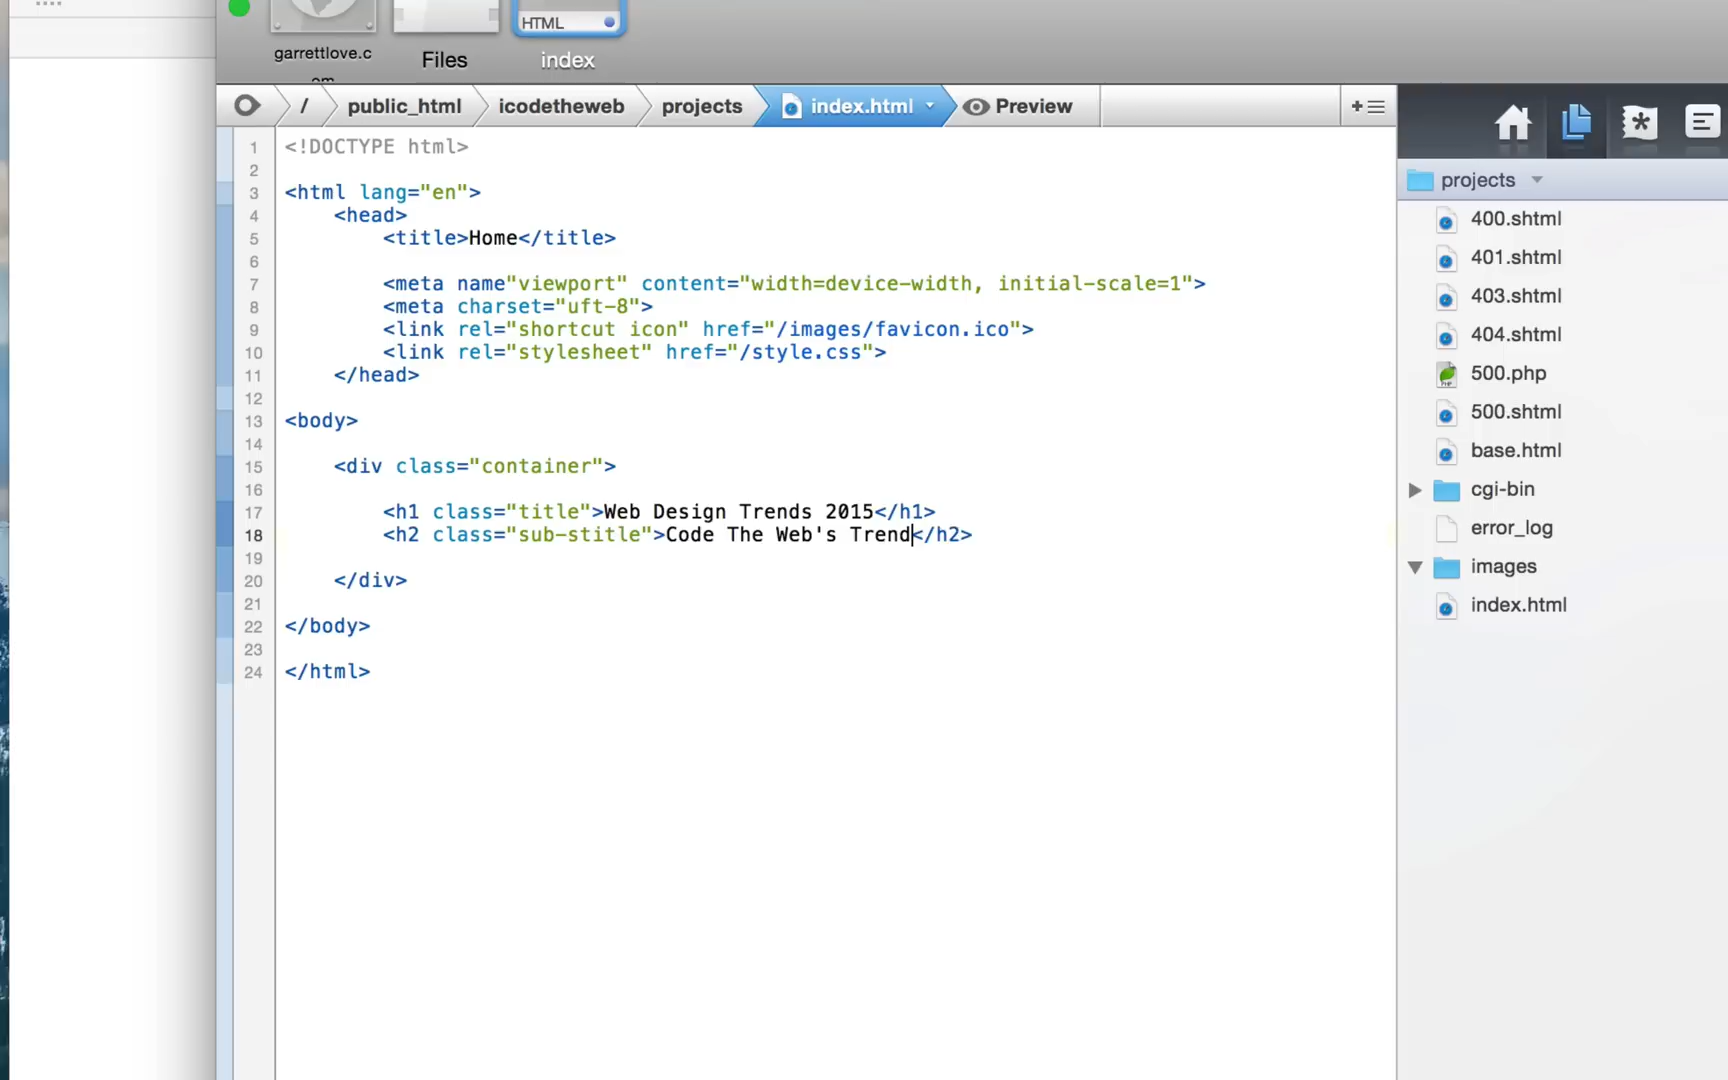 HTML
garrettlove.c
om
Files
index
/ public_html icodetheweb projects index.html Preview
1 <!DOCTYPE html>
2
3 <html lang="en">
4 <head>
5 <title>Home</title>
6
7 <meta name"viewport" content="width=device-width, initial-scale=1">
8 <meta charset="uft-8">
9 <link rel="shortcut icon" href="/images/favicon.ico">
10 <link rel="stylesheet" href="/style.css">
11 </head>
12
13 <body>
14
15 <div class="container">
16
17 <h1 class="title">Web Design Trends 2015</h1>
18 <h2 class="sub-stitle">Code The Web's Trend</h2>
19
20 </div>
21
22 </body>
23
24 </html>
projects
400.shtml
401.shtml
403.shtml
404.shtml
500.php
500.shtml
base.html
cgi-bin
error_log
images
index.html